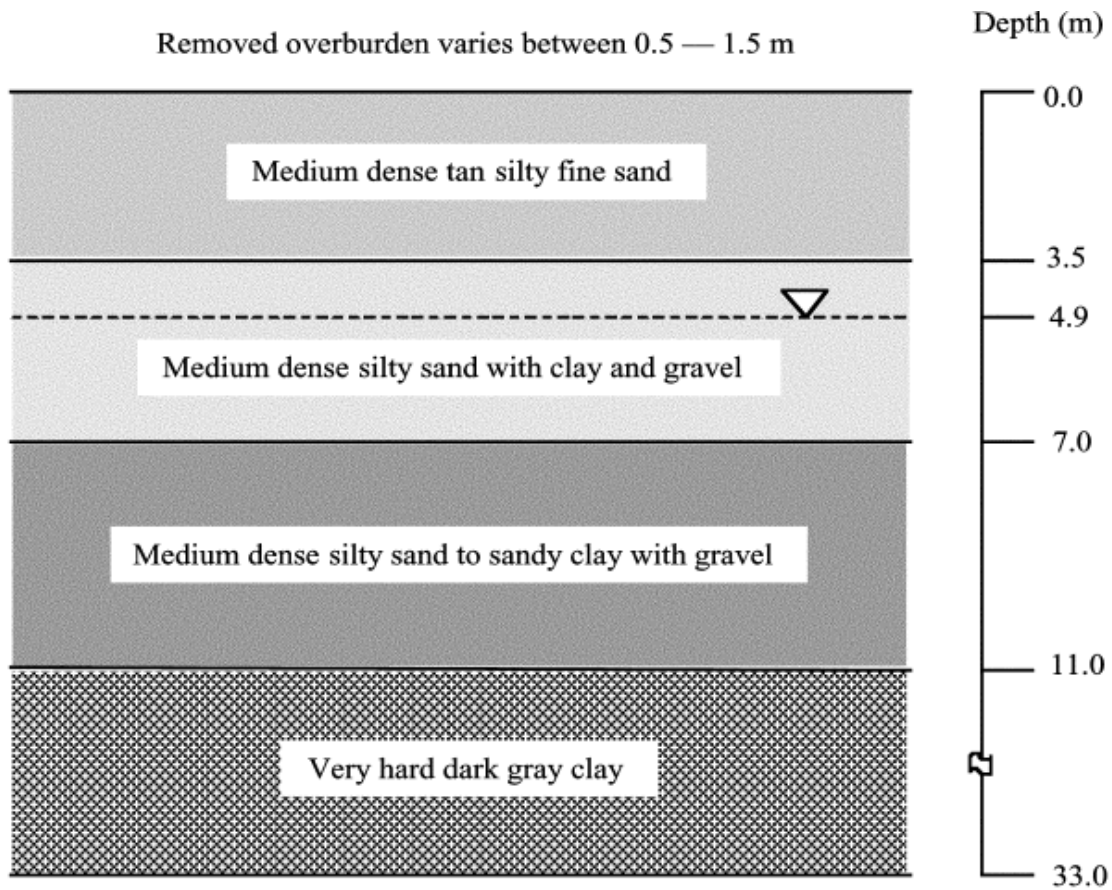 Removed overburden varies between 0.5 — 1.5 m
Depth (m)
0.0
Medium dense tan silty fine sand
3.5
4.9
Medium dense silty sand with clay and gravel
7.0
Medium dense silty sand to sandy clay with gravel
11.0
Very hard dark gray clay
33.0